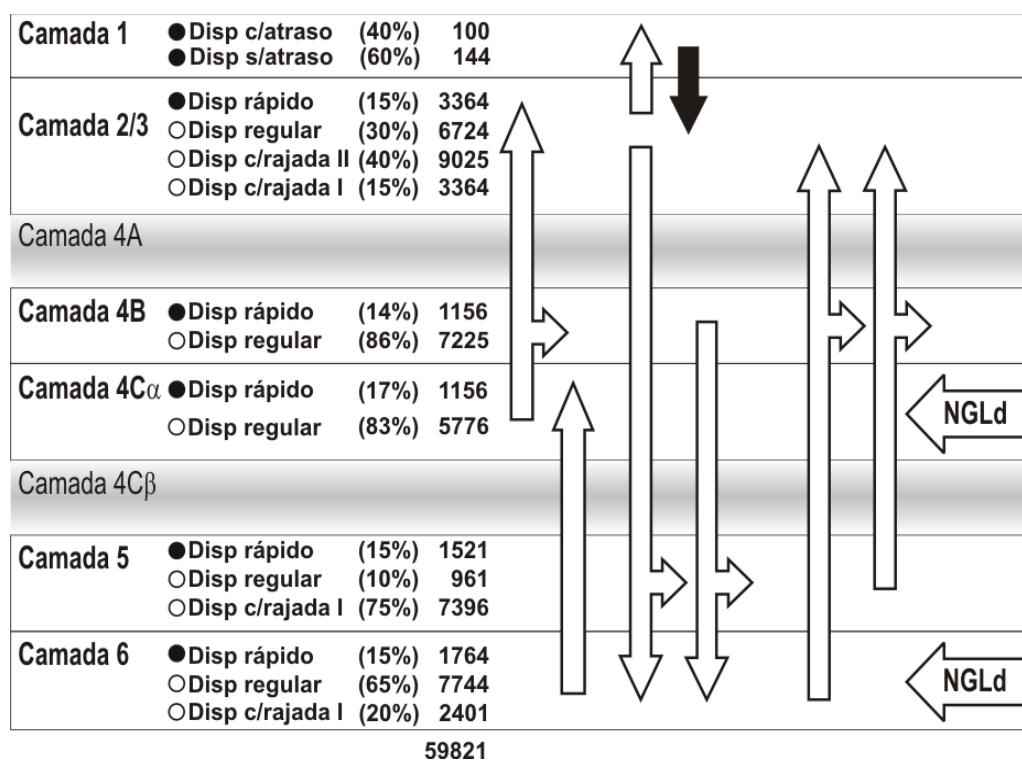 Camada 1 ●Disp c/atraso (40%) 100
●Disp s/atraso (60%) 144
●Disp rápido (15%) 3364
Camada 2/3 ○Disp regular (30%) 6724
○Disp c/rajada II (40%) 9025
○Disp c/rajada I (15%) 3364
Camada 4A
Camada 4B ●Disp rápido (14%) 1156
○Disp regular (86%) 7225
Camada 4Cα ●Disp rápido (17%) 1156
○Disp regular (83%) 5776
NGLd
Camada 4Cβ
Camada 5 ●Disp rápido (15%) 1521
○Disp regular (10%) 961
○Disp c/rajada I (75%) 7396
Camada 6 ●Disp rápido (15%) 1764
○Disp regular (65%) 7744
NGLd
○Disp c/rajada I (20%) 2401
59821